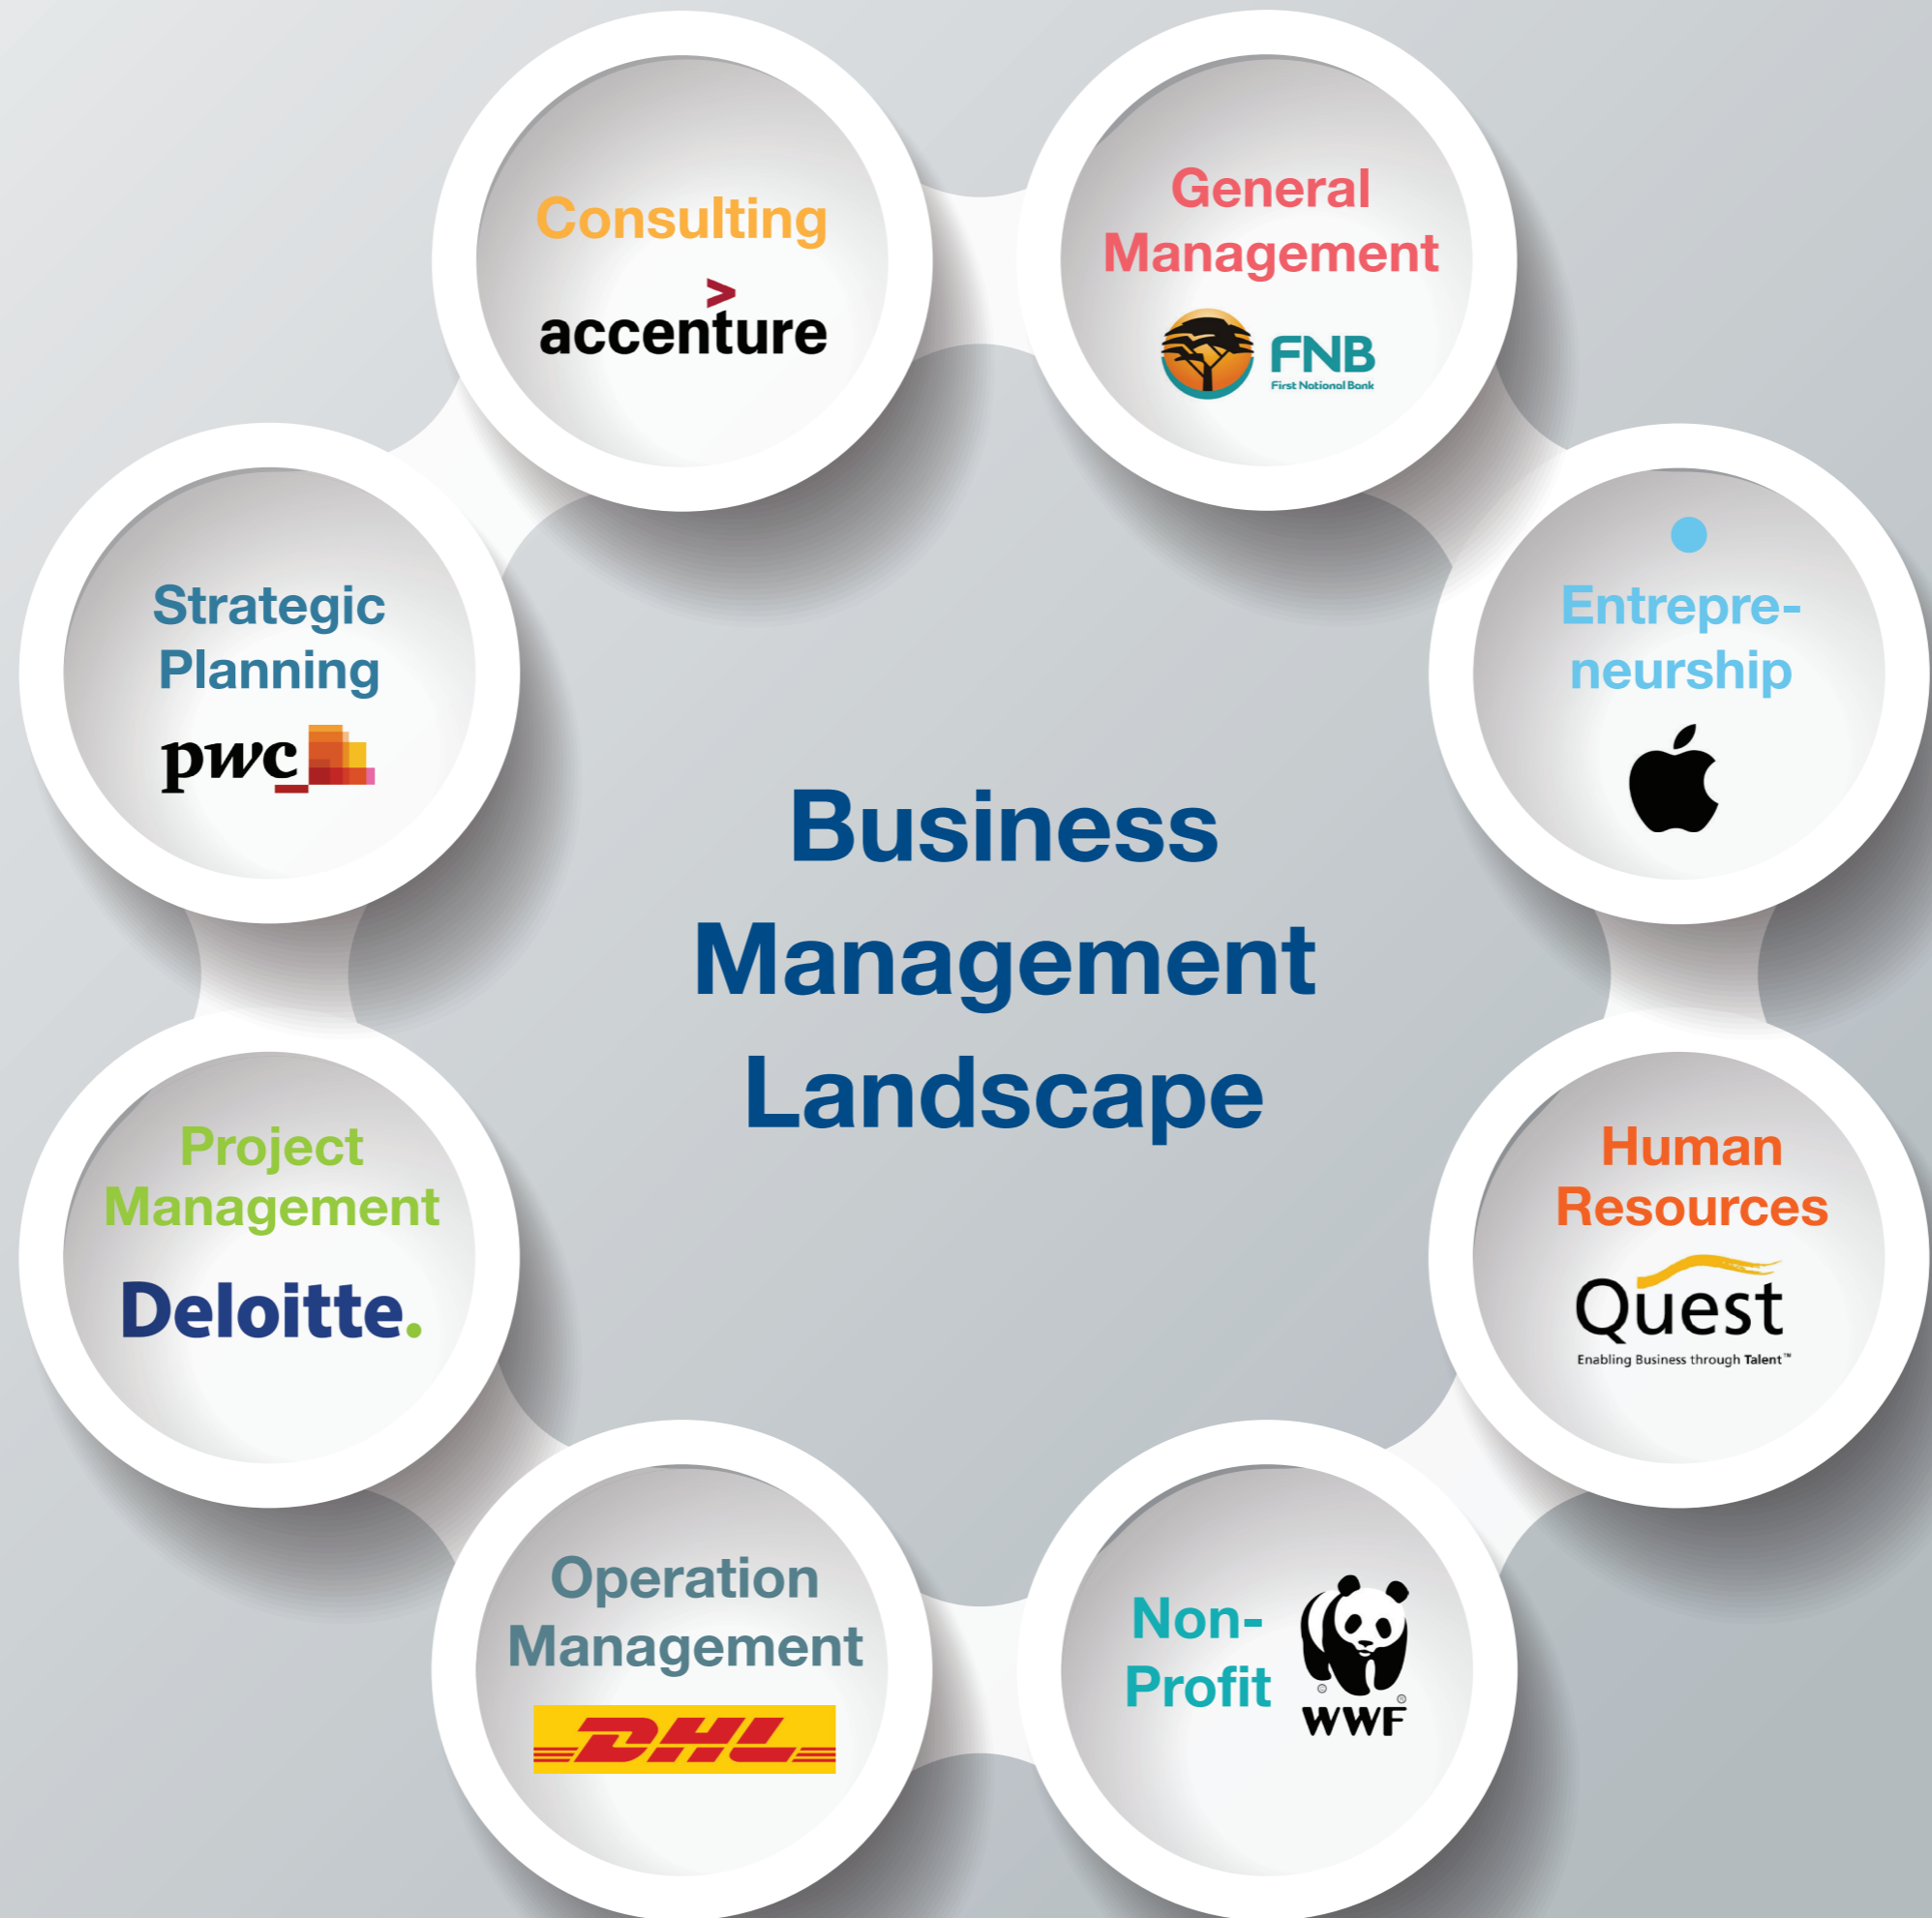 Consulting
>
accenture
General
Management
FNB
First National Bank
Entrepre-
neurship
Human
Resources
Quest
Enabling Business through Talent™
Non-
Profit
©
®
WWF
Operation
Management
DHL
Project
Management
Deloitte.
Strategic
Planning
pwc
Business
Management
Landscape